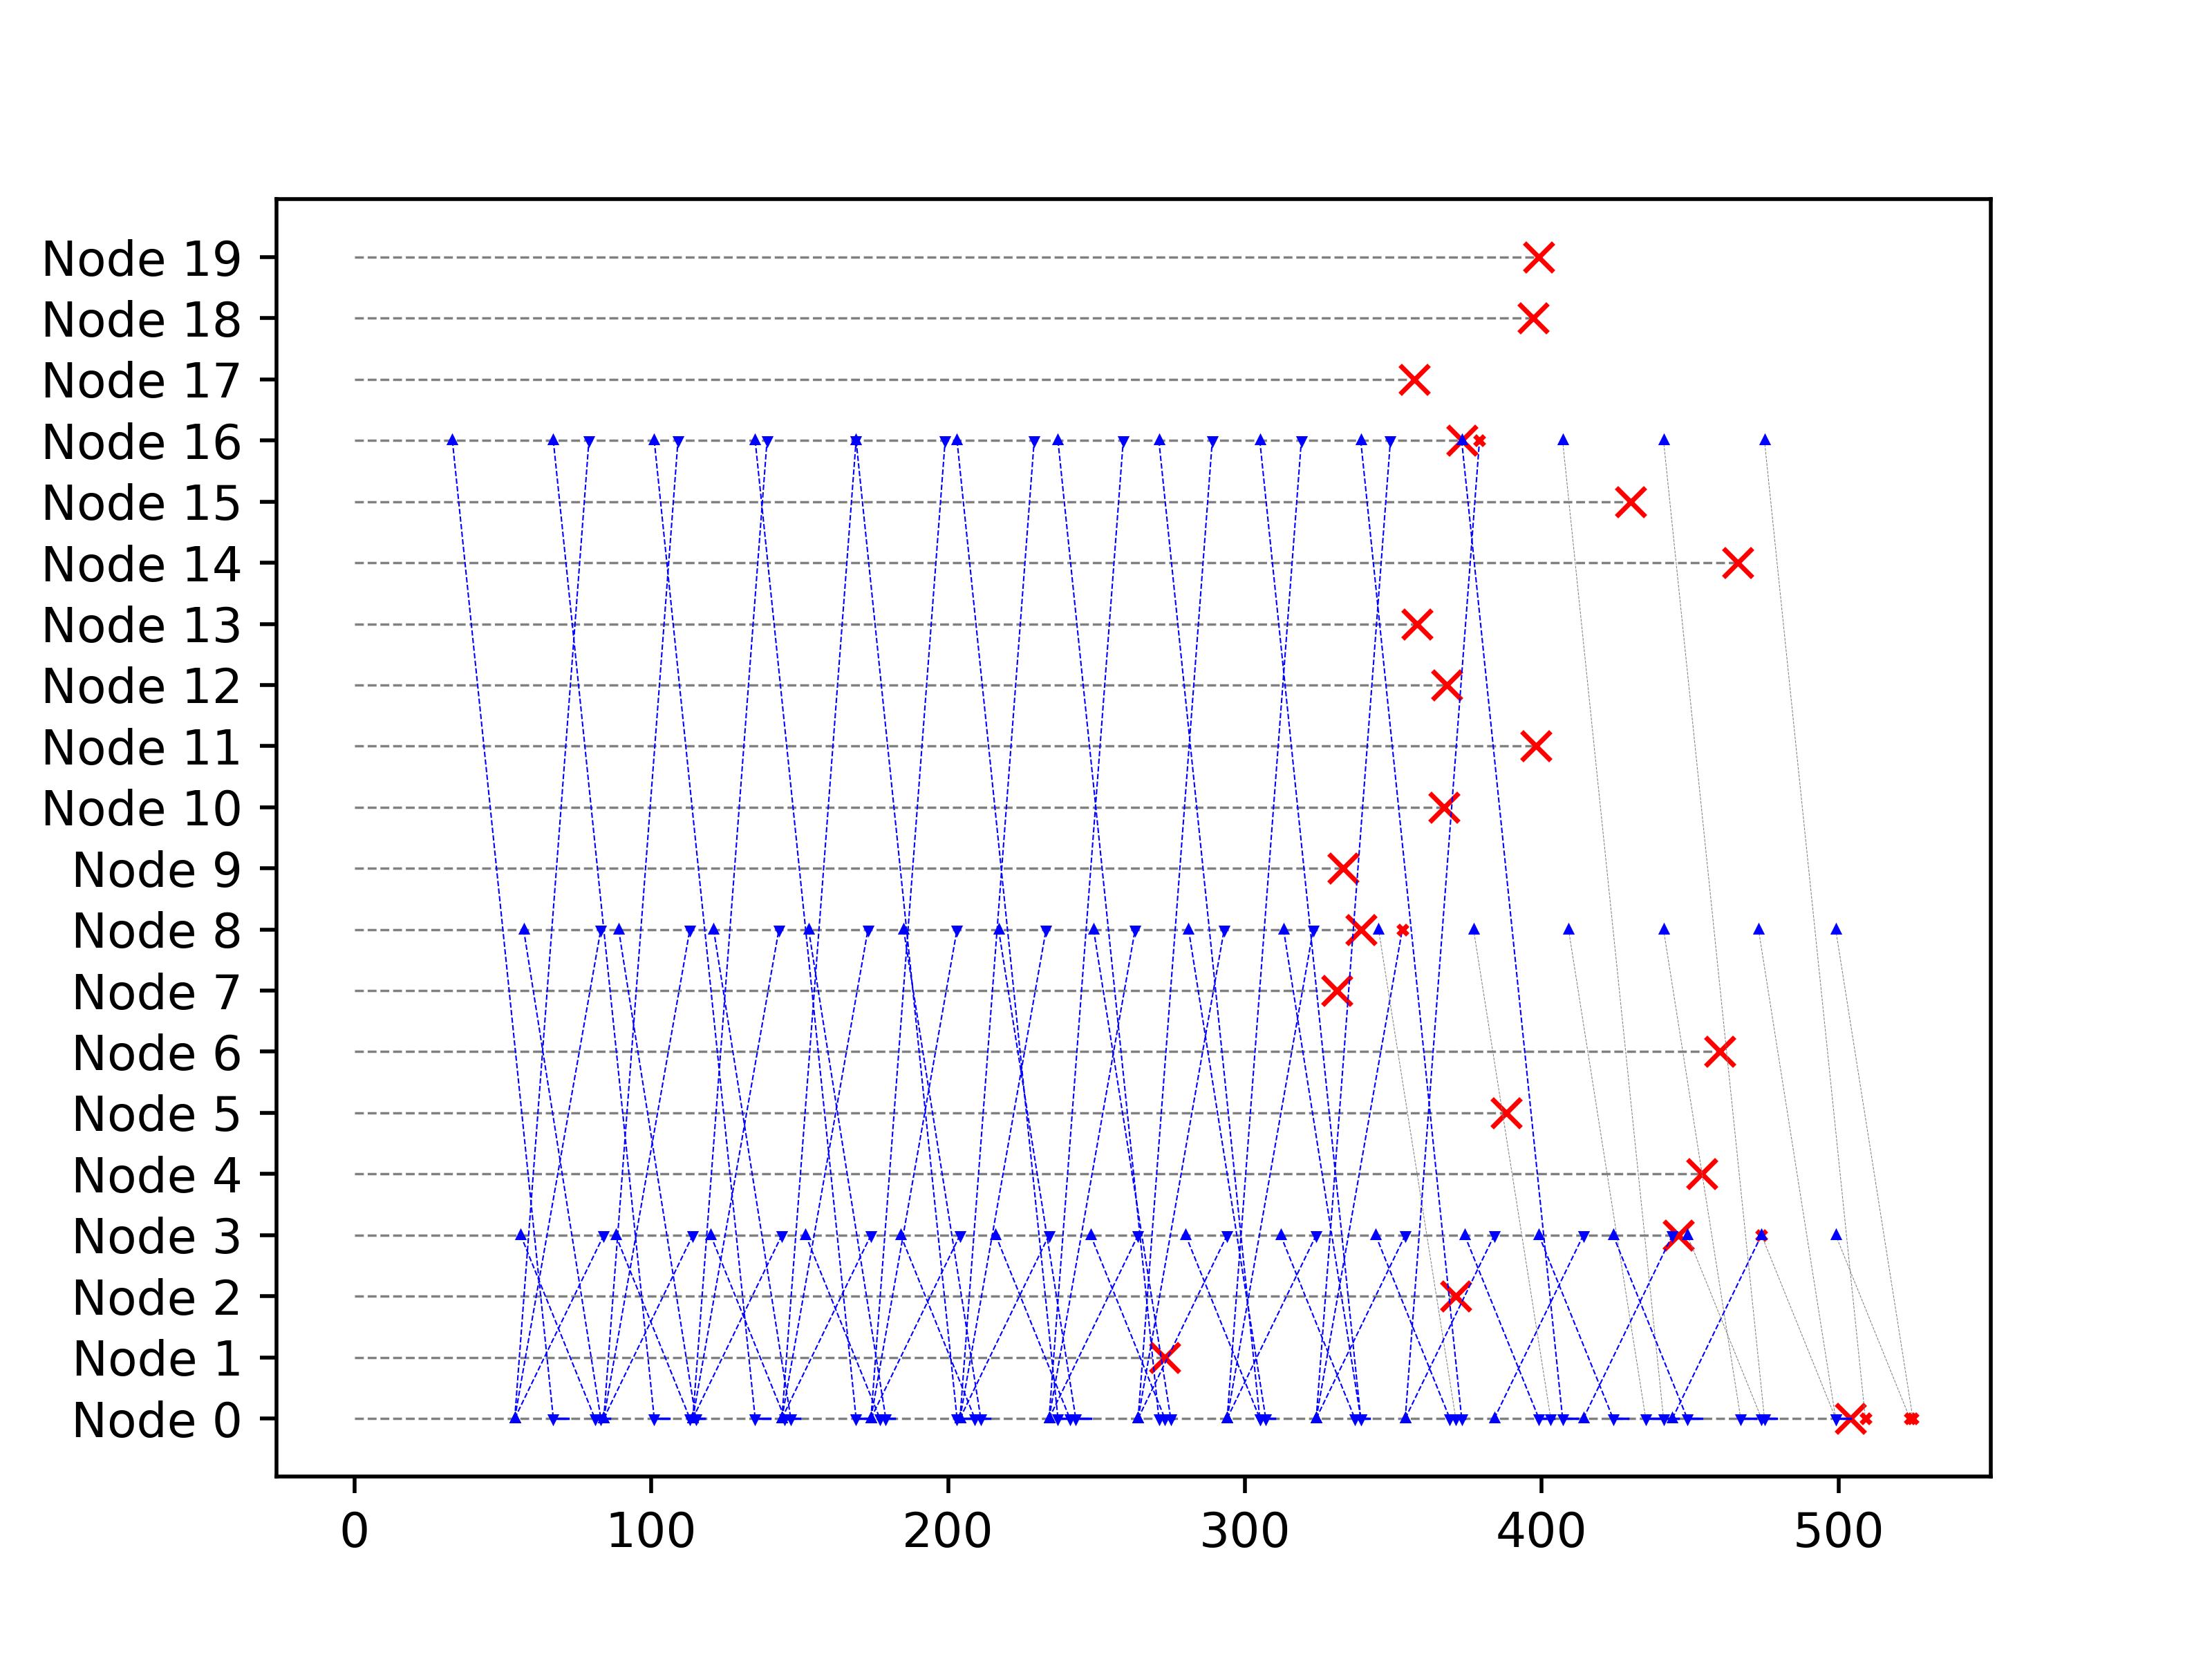 Node 19
Node 18
Node 17
Node 16
Node 15
Node 14
Node 13
Node 12
Node 11
Node 10
Node 9
Node 8
Node 7
Node 6
Node 5
Node 4
Node 3
Node 2
Node 1
Node 0
0 100 200 300 400 500